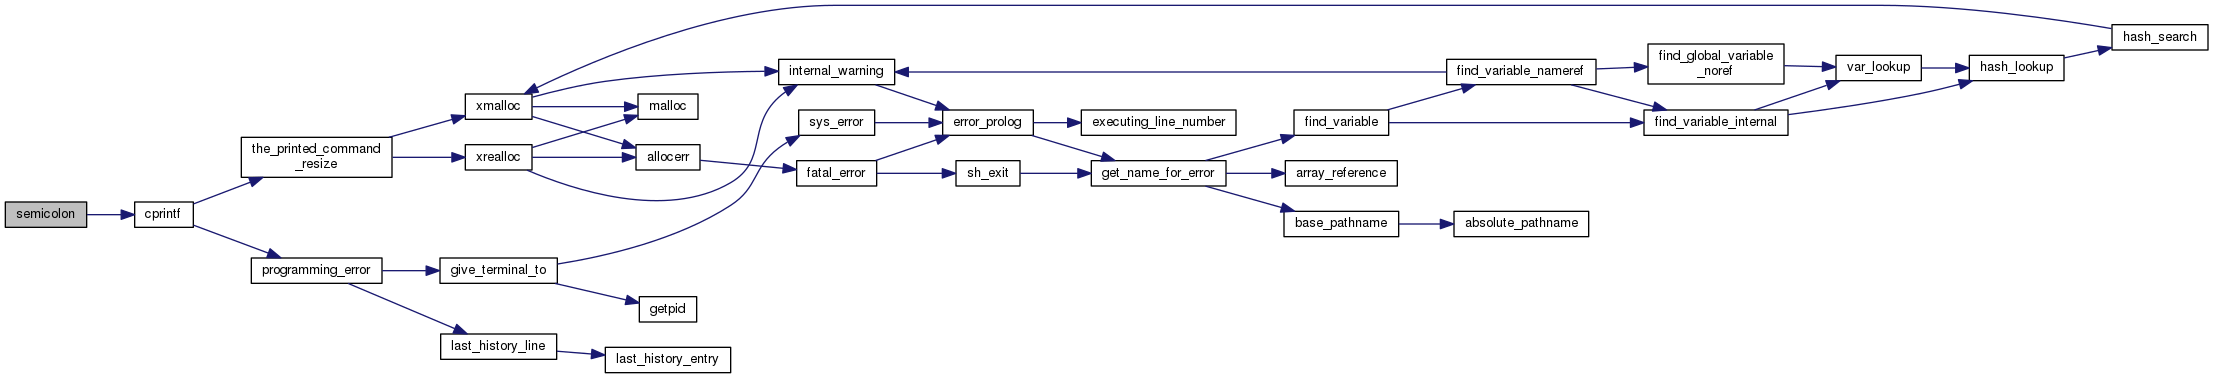 semicolon
cprintf
the_printed_command
_resize
programming_error
xmalloc
xrealloc
give_terminal_to
last_history_line
malloc
allocerr
getpid
last_history_entry
internal_warning
sys_error
fatal_error
error_prolog
sh_exit
executing_line_number
get_name_for_error
find_variable
array_reference
base_pathname
find_variable_nameref
absolute_pathname
find_global_variable
_noref
find_variable_internal
var_lookup
hash_lookup
hash_search